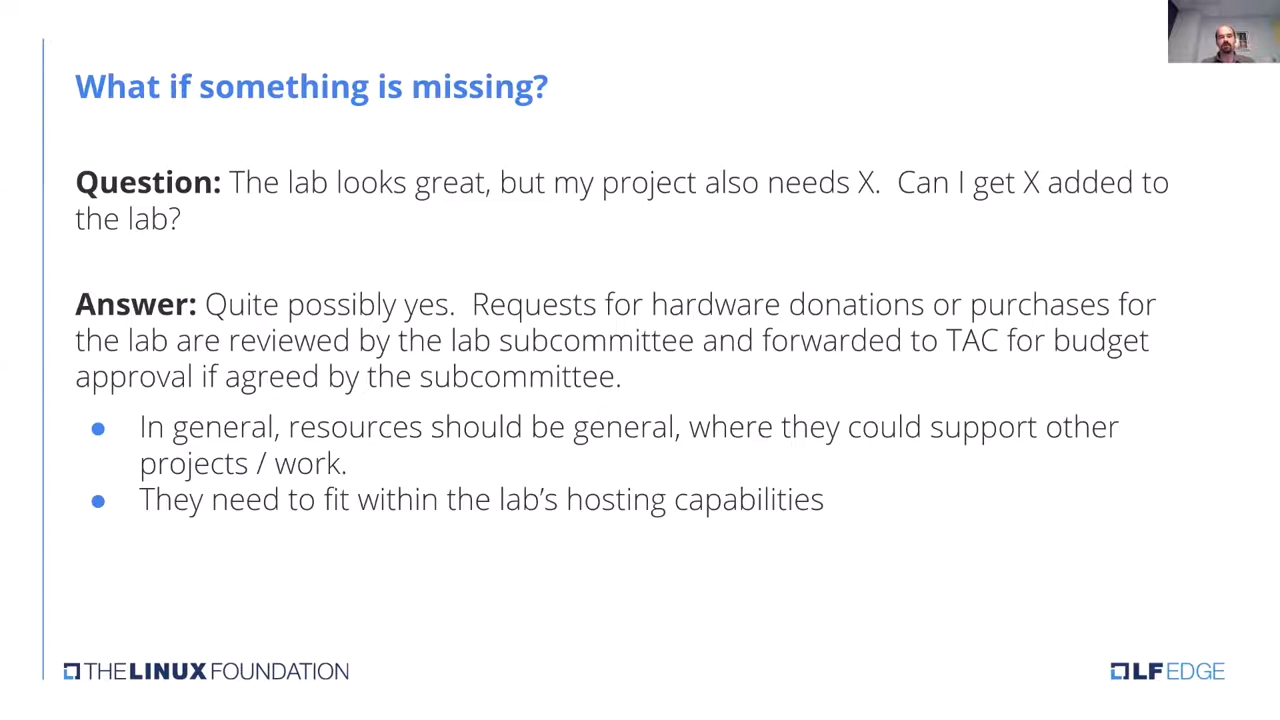 What if something is missing?
Question: The lab looks great, but my project also needs X.  Can I get X added to
the lab?
Answer: Quite possibly yes.  Requests for hardware donations or purchases for
the lab are reviewed by the lab subcommittee and forwarded to TAC for budget
approval if agreed by the subcommittee.
● In general, resources should be general, where they could support other
projects / work.
● They need to fit within the lab’s hosting capabilities
THE LINUX FOUNDATION
LF EDGE